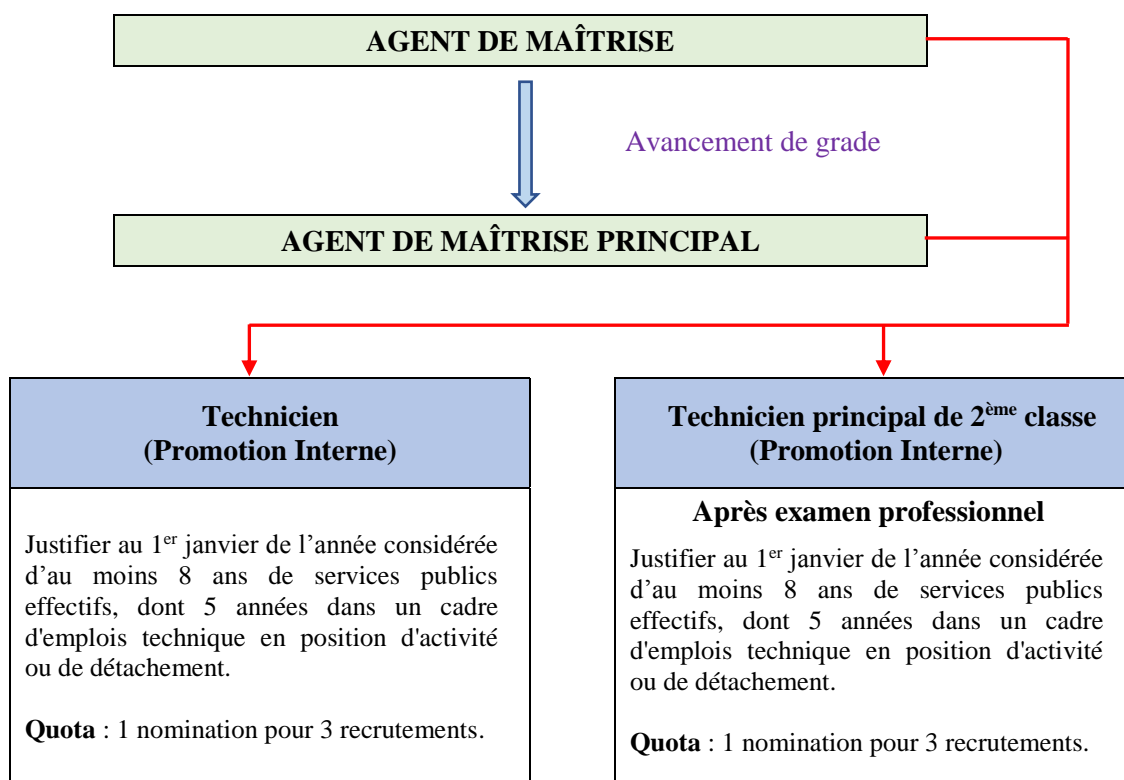 AGENT DE MAÎTRISE
Avancement de grade
AGENT DE MAÎTRISE PRINCIPAL
Technicien
(Promotion Interne)
Justifier au 1er janvier de l’année considérée
d’au moins 8 ans de services publics
effectifs, dont 5 années dans un cadre
d'emplois technique en position d'activité
ou de détachement.
Quota : 1 nomination pour 3 recrutements.
Technicien principal de 2ème classe
(Promotion Interne)
Après examen professionnel
Justifier au 1er janvier de l’année considérée
d’au moins 8 ans de services publics
effectifs, dont 5 années dans un cadre
d'emplois technique en position d'activité
ou de détachement.
Quota : 1 nomination pour 3 recrutements.